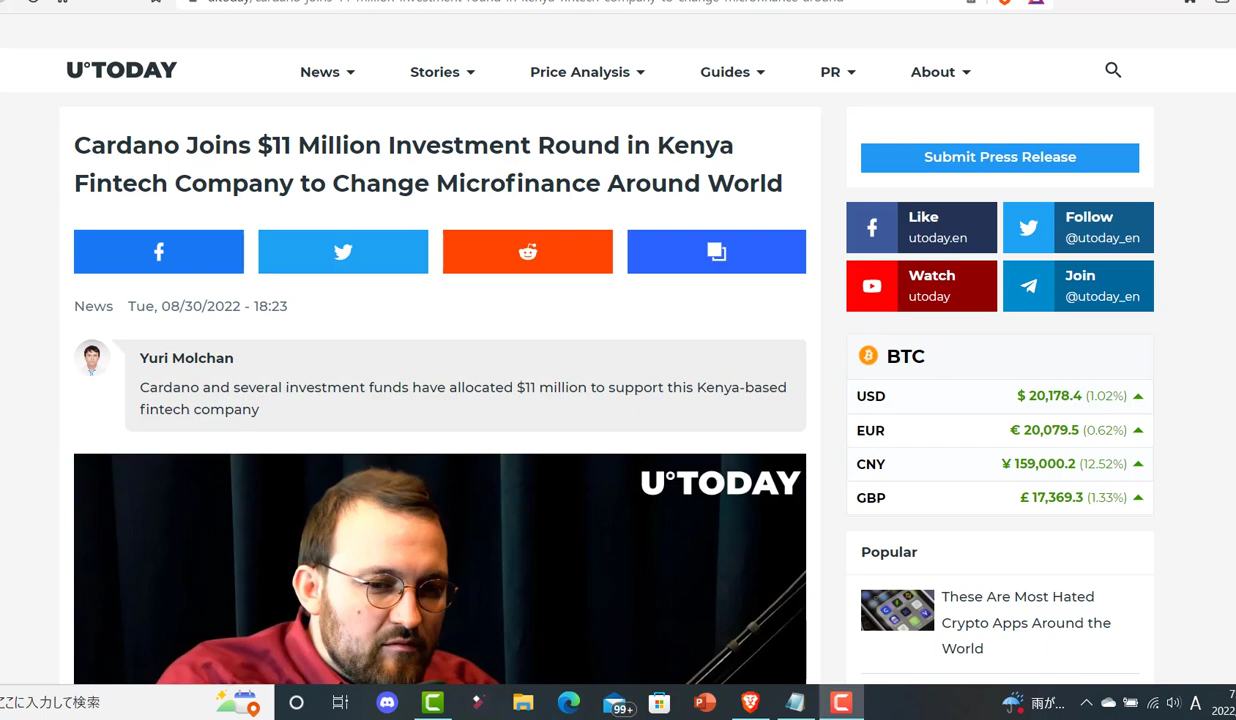 U°TODAY
News
Stories
Price Analysis
Guides
PR
About
Cardano Joins $11 Million Investment Round in Kenya
Fintech Company to Change Microfinance Around World
News Tue, 08/30/2022 - 18:23
Yuri Molchan
Cardano and several investment funds have allocated $11 million to support this Kenya-based
fintech company
U°TODAY
Submit Press Release
Like
utoday.en
Follow
@utoday_en
Watch
utoday
Join
@utoday_en
BTC
USD $ 20,178.4 (1.02%)
EUR € 20,079.5 (0.62%)
CNY ¥ 159,000.2 (12.52%)
GBP £ 17,369.3 (1.33%)
Popular
These Are Most Hated
Crypto Apps Around the
World
ここに入力して検索
99+
雨が...
A
2022